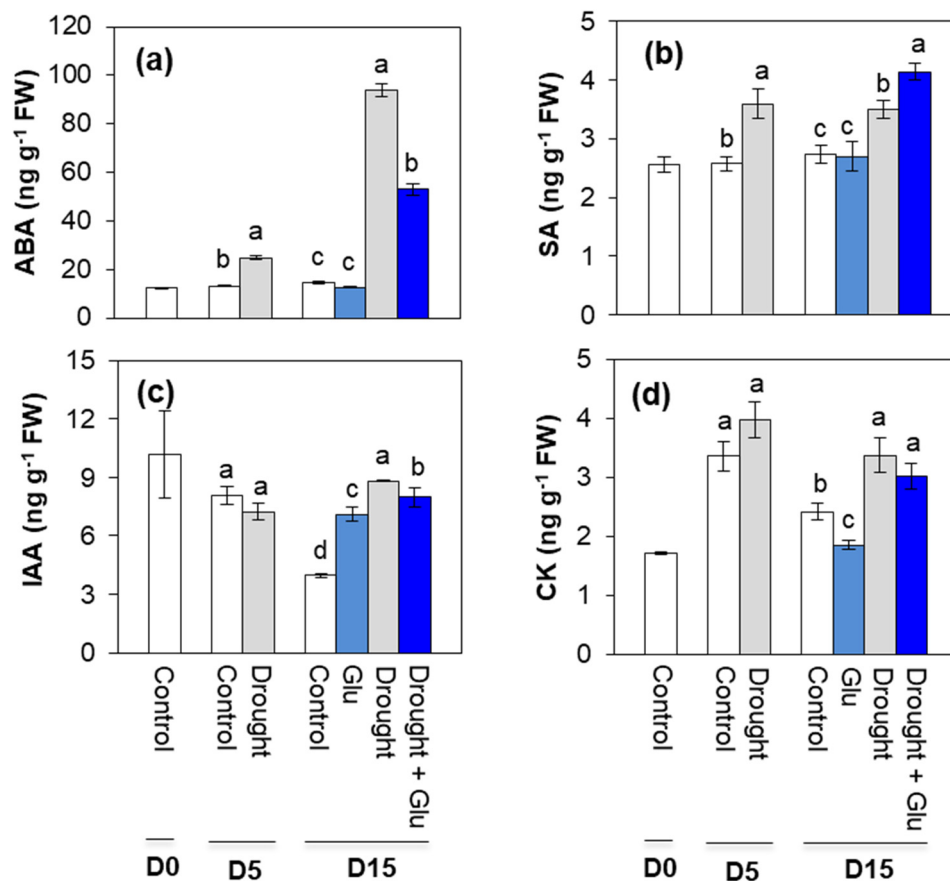 (a)
ABA (ng g⁻¹ FW)
120
100
80
60
40
20
0
b
a
c
c
a
b
(b)
SA (ng g⁻¹ FW)
5
4
3
2
1
0
b
a
c
c
b
a
(c)
IAA (ng g⁻¹ FW)
15
12
9
6
3
0
a
a
d
c
a
b
(d)
CK (ng g⁻¹ FW)
5
4
3
2
1
0
a
a
b
c
a
a
Control
Control
Drought
Control
Glu
Drought
Drought + Glu
D0
D5
D15
Control
Control
Drought
Control
Glu
Drought
Drought + Glu
D0
D5
D15